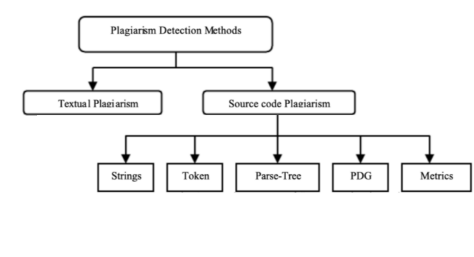 Plagiarism Detection Methods
Textual Plagiarism
Source code Plagiarism
Strings
Token
Parse-Tree
PDG
Metrics